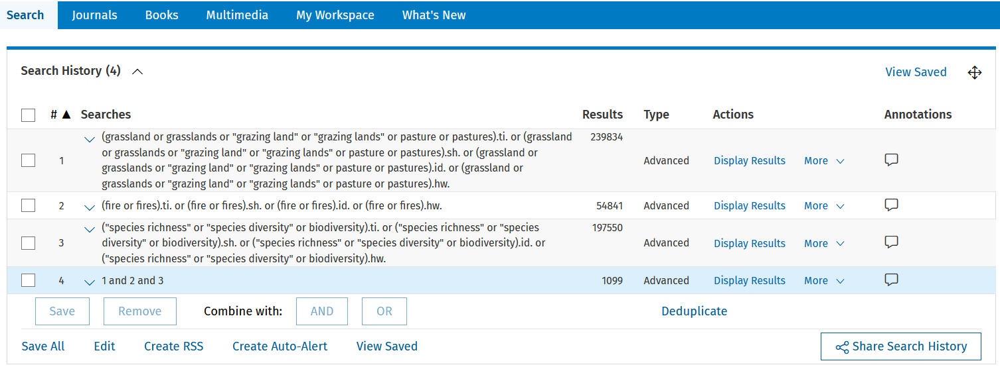 Search Journals Books Multimedia My Workspace What's New
Search History (4) View Saved
# ▲ Searches Results Type Actions Annotations
(grassland or grasslands or "grazing land" or "grazing lands" or pasture or pastures).ti. or (grassland 239834
or grasslands or "grazing land" or "grazing lands" or pasture or pastures).sh. or (grassland or
1 Advanced Display Results More
grasslands or "grazing land" or "grazing lands" or pasture or pastures).id. or (grassland or
grasslands or "grazing land" or "grazing lands" or pasture or pastures).hw.
2 (fire or fires).ti. or (fire or fires).sh. or (fire or fires).id. or (fire or fires).hw. 54841 Advanced Display Results More
("species richness" or "species diversity" or biodiversity).ti. or ("species richness" or "species 197550
3 diversity" or biodiversity).sh. or ("species richness" or "species diversity" or biodiversity).id. or Advanced Display Results More
("species richness" or "species diversity" or biodiversity).hw.
4 1 and 2 and 3 1099 Advanced Display Results More
Save Remove Combine with: AND OR Deduplicate
Save All Edit Create RSS Create Auto-Alert View Saved Share Search History